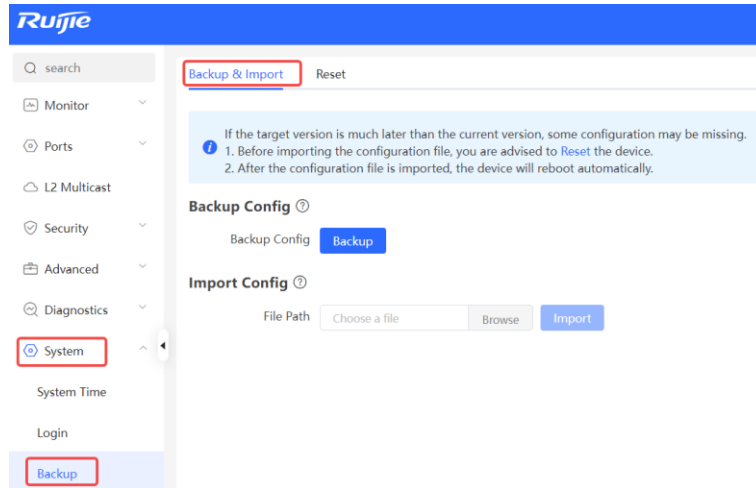 Ruijie
search
Monitor
Ports
L2 Multicast
Security
Advanced
Diagnostics
System
System Time
Login
Backup
Backup & Import Reset
If the target version is much later than the current version, some configuration may be missing.
1. Before importing the configuration file, you are advised to Reset the device.
2. After the configuration file is imported, the device will reboot automatically.
Backup Config
Backup Config Backup
Import Config
File Path Choose a file Browse Import